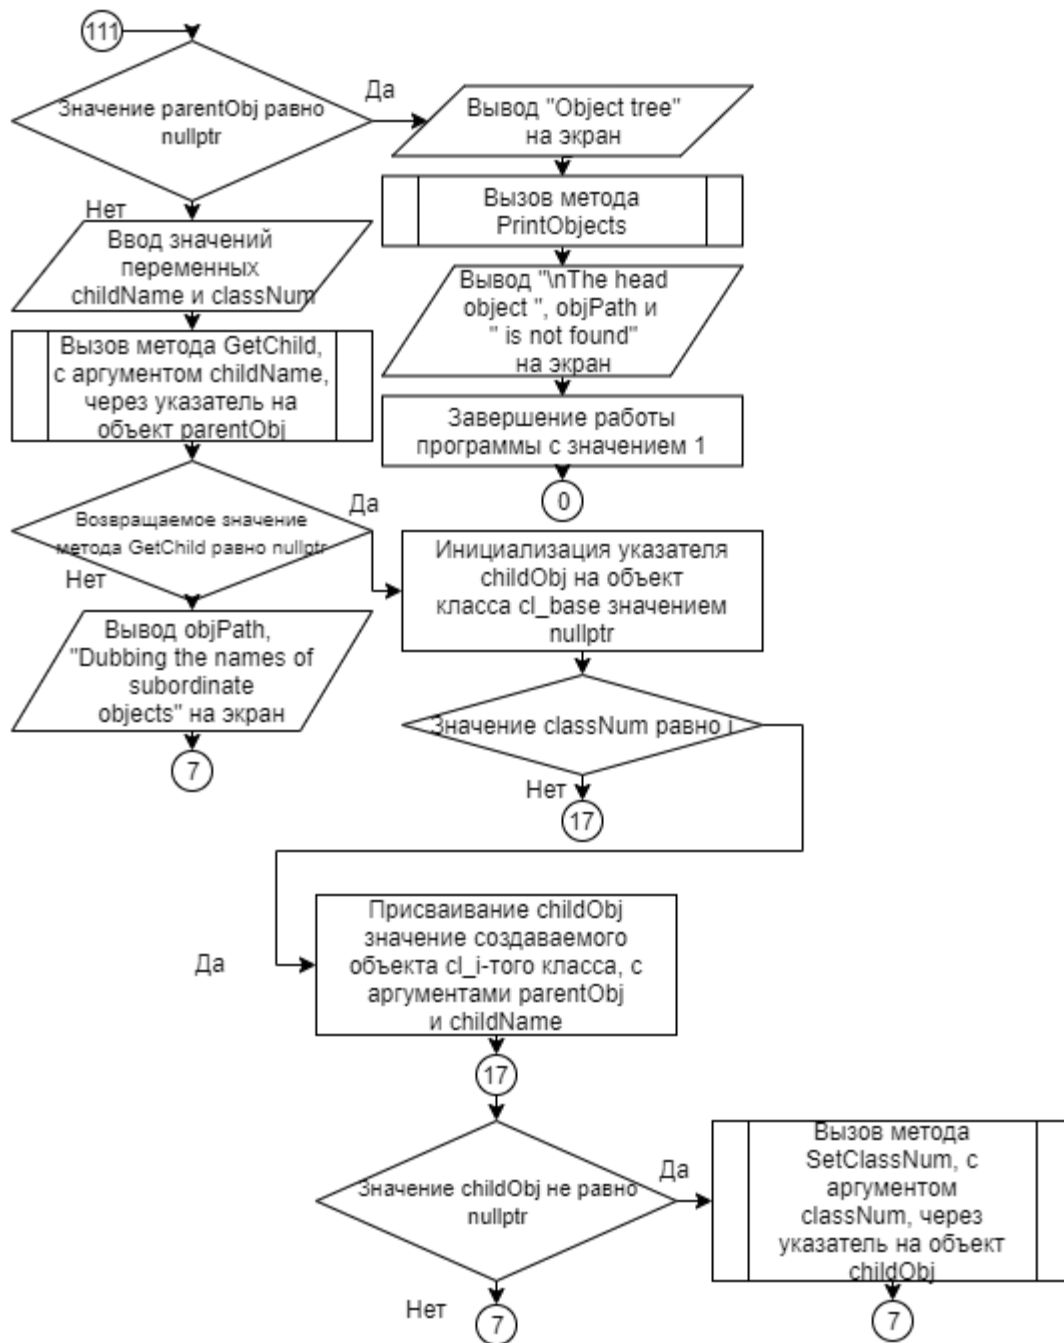 111
Значение parentObj равно
nullptr
Да
Вывод "Object tree"
на экран
Вызов метода
PrintObjects
Нет
Ввод значений
переменных
childName и classNum
Вывод "\nThe head
object ", objPath и
" is not found"
на экран
Вызов метода GetChild,
с аргументом childName,
через указатель на
объект parentObj
Завершение работы
программы с значением 1
0
Возвращаемое значение
метода GetChild равно nullptr
Да
Нет
Инициализация указателя
childObj на объект
класса cl_base значением
nullptr
Вывод objPath,
"Dubbing the names of
subordinate
objects" на экран
7
Значение classNum равно i
Нет
17
Да
Присваивание childObj
значение создаваемого
объекта cl_i-того класса, с
аргументами parentObj
и childName
17
Значение childObj не равно
nullptr
Да
Вызов метода
SetClassNum, с
аргументом
classNum, через
указатель на объект
childObj
Нет
7
7